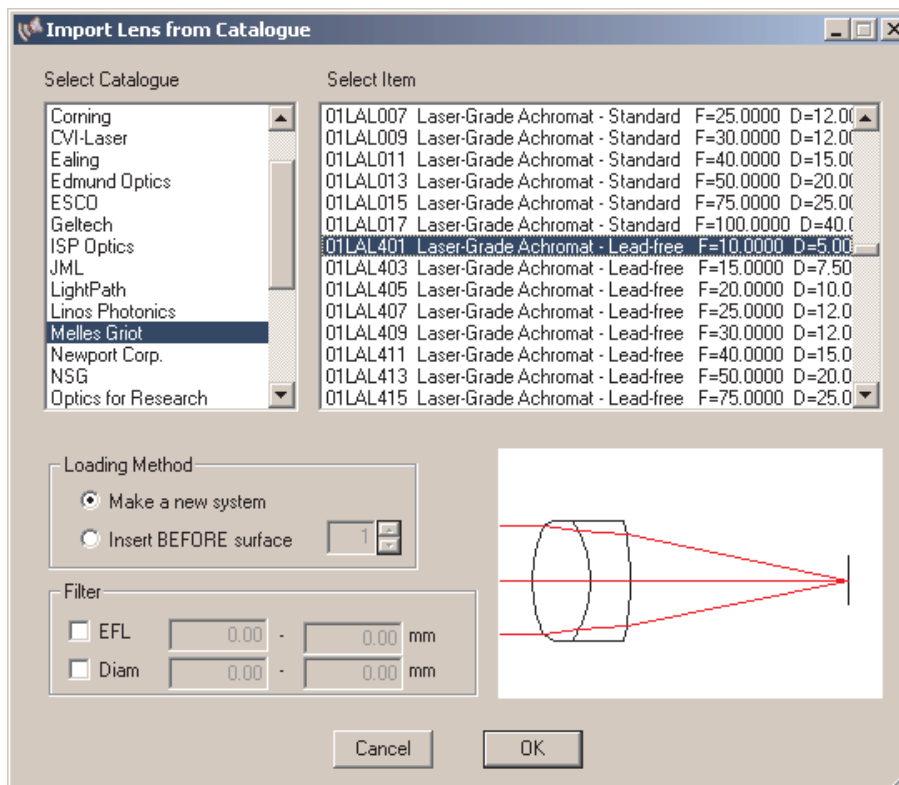 Import Lens from Catalogue
Select Catalogue
Select Item
Corning
CVI-Laser
Ealing
Edmund Optics
ESCO
Geltech
ISP Optics
JML
LightPath
Linos Photonics
Melles Griot
Newport Corp.
NSG
Optics for Research
01LAL007 Laser-Grade Achromat - Standard F=25.0000 D=12.0(
01LAL009 Laser-Grade Achromat - Standard F=30.0000 D=12.0(
01LAL011 Laser-Grade Achromat - Standard F=40.0000 D=15.0(
01LAL013 Laser-Grade Achromat - Standard F=50.0000 D=20.0(
01LAL015 Laser-Grade Achromat - Standard F=75.0000 D=25.0(
01LAL017 Laser-Grade Achromat - Standard F=100.0000 D=40.(
01LAL401 Laser-Grade Achromat - Lead-free F=10.0000 D=5.00
01LAL403 Laser-Grade Achromat - Lead-free F=15.0000 D=7.50
01LAL405 Laser-Grade Achromat - Lead-free F=20.0000 D=10.0
01LAL407 Laser-Grade Achromat - Lead-free F=25.0000 D=12.0
01LAL409 Laser-Grade Achromat - Lead-free F=30.0000 D=12.0
01LAL411 Laser-Grade Achromat - Lead-free F=40.0000 D=15.0
01LAL413 Laser-Grade Achromat - Lead-free F=50.0000 D=20.0
01LAL415 Laser-Grade Achromat - Lead-free F=75.0000 D=25.0
Loading Method
Make a new system
Insert BEFORE surface 1
Filter
EFL 0.00 - 0.00 mm
Diam 0.00 - 0.00 mm
Cancel OK